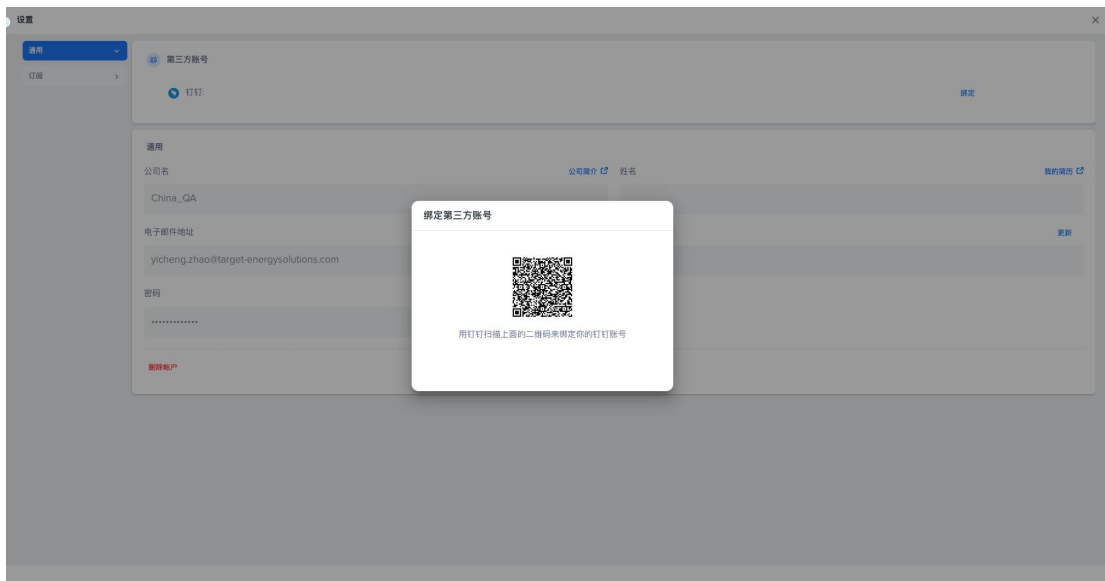 设置
通用
订阅
第三方账号
钉钉:
绑定
通用
公司名
公司简介
姓名
我的简历
China_QA
绑定第三方账号
电子邮件地址
更新
yicheng.zhao@target-energysolutions.com
密码
•••••••••••••
用钉钉扫描上面的二维码来绑定你的钉钉账号
删除帐户